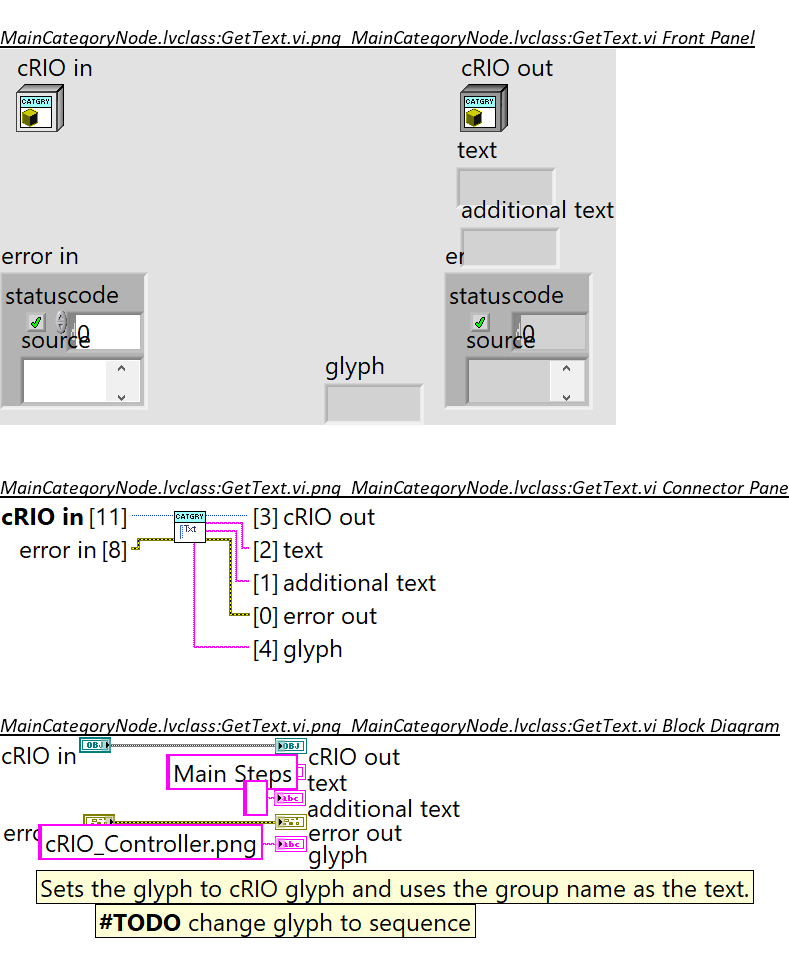 MainCategoryNode.lvclass:GetText.vi.png MainCategoryNode.lvclass:GetText.vi Front Panel
cRIO in
cRIO out
CATGRY
CATGRY
text
additional text
error in
er
status code
status code
0
0
source
source
glyph
MainCategoryNode.lvclass:GetText.vi.png MainCategoryNode.lvclass:GetText.vi Connector Pane
cRIO in [11]
CATGRY
Txt
[3] cRIO out
error in [8]
[2] text
[1] additional text
[0] error out
[4] glyph
MainCategoryNode.lvclass:GetText.vi.png MainCategoryNode.lvclass:GetText.vi Block Diagram
cRIO in
OBJ
OBJ
cRIO out
Main Steps
text
abc
additional text
erro
error out
cRIO_Controller.png
abc
glyph
Sets the glyph to cRIO glyph and uses the group name as the text.
#TODO change glyph to sequence